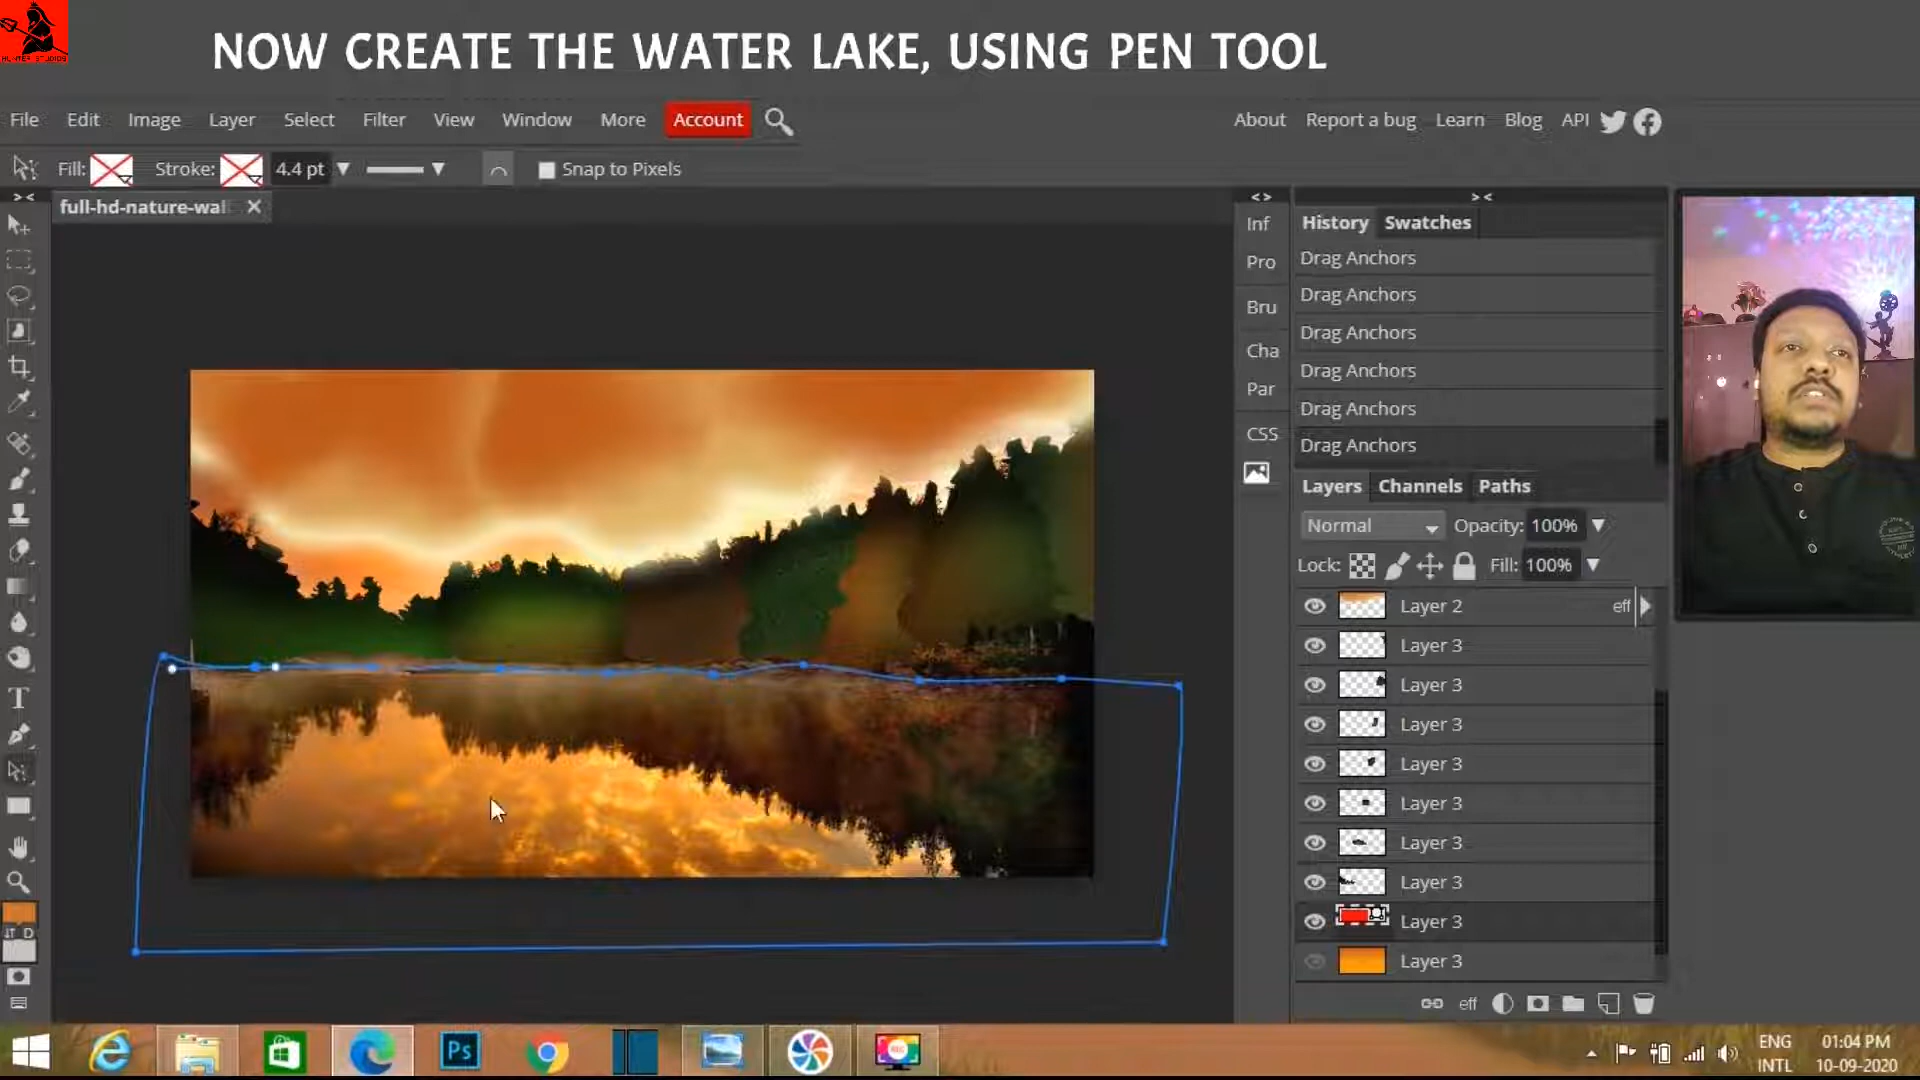 HUNTER STUDIOS
NOW CREATE THE WATER LAKE, USING PEN TOOL
File Edit Image Layer Select Filter View Window More Account
About Report a bug Learn Blog API
Fill: Stroke: 4.4 pt Snap to Pixels
full-hd-nature-wal
Inf
Pro
Bru
Cha
Par
CSS
History Swatches
Drag Anchors
Drag Anchors
Drag Anchors
Drag Anchors
Drag Anchors
Drag Anchors
Layers Channels Paths
Normal Opacity: 100%
Lock: Fill: 100%
Layer 2 eff
Layer 3
Layer 3
Layer 3
Layer 3
Layer 3
Layer 3
Layer 3
Layer 3
Layer 3
eff
D
Ps
REC
ENG 01:04 PM
INTL 10-09-2020